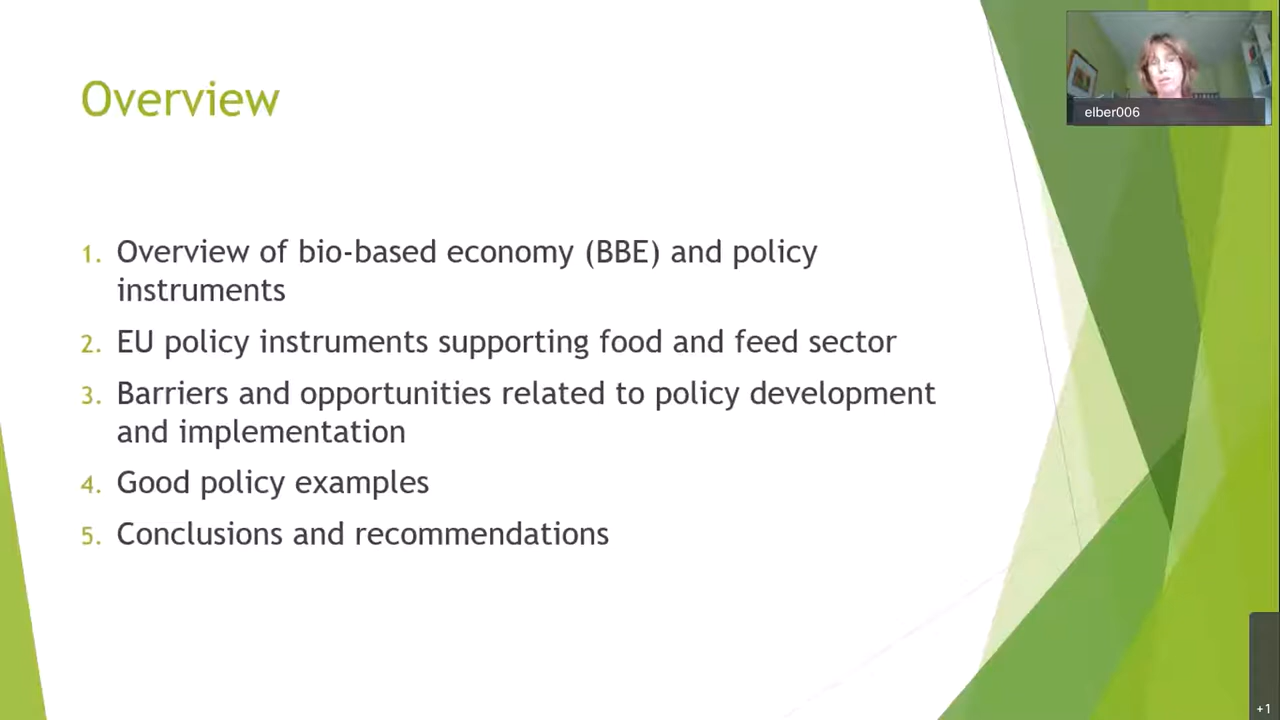 Overview
elber006
1. Overview of bio-based economy (BBE) and policy
instruments
2. EU policy instruments supporting food and feed sector
3. Barriers and opportunities related to policy development
and implementation
4. Good policy examples
5. Conclusions and recommendations
+1